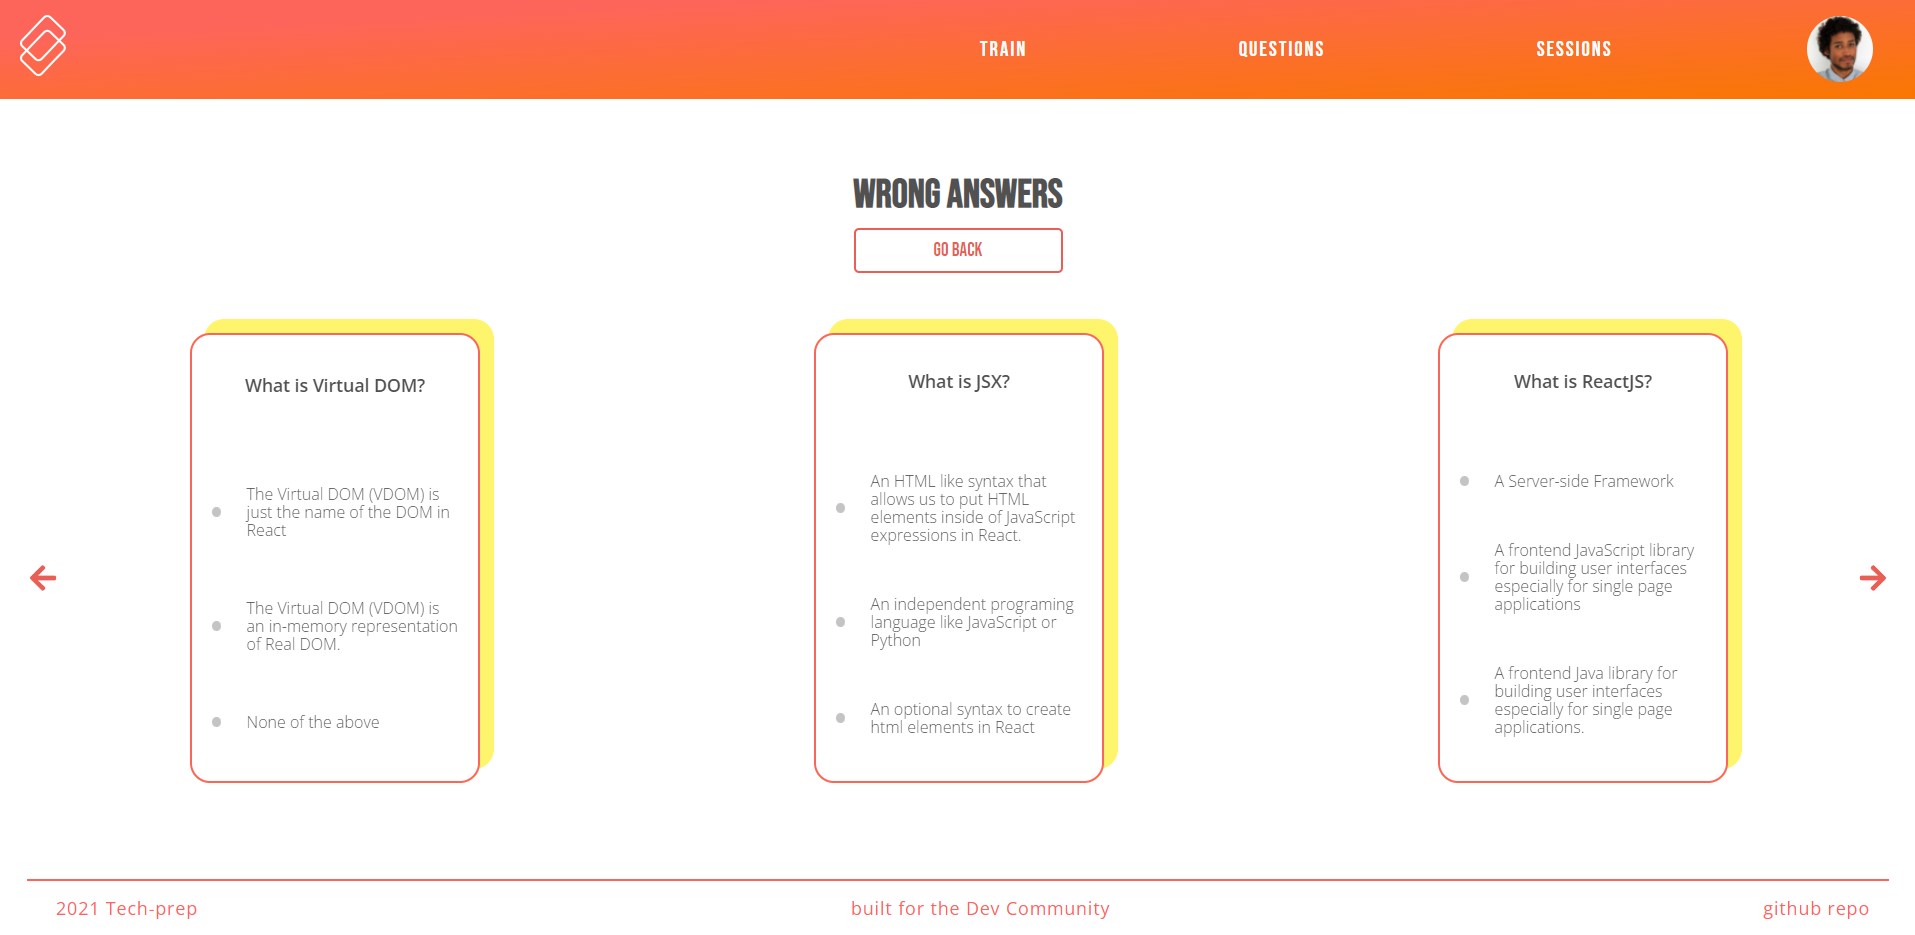 TRAIN
QUESTIONS
SESSIONS
WRONG ANSWERS
GO BACK
What is Virtual DOM?
The Virtual DOM (VDOM) is
just the name of the DOM in
React
The Virtual DOM (VDOM) is
an in-memory representation
of Real DOM.
None of the above
What is JSX?
An HTML like syntax that
allows us to put HTML
elements inside of JavaScript
expressions in React.
An independent programing
language like JavaScript or
Python
An optional syntax to create
html elements in React
What is ReactJS?
A Server-side Framework
A frontend JavaScript library
for building user interfaces
especially for single page
applications
A frontend Java library for
building user interfaces
especially for single page
applications.
2021 Tech-prep
built for the Dev Community
github repo